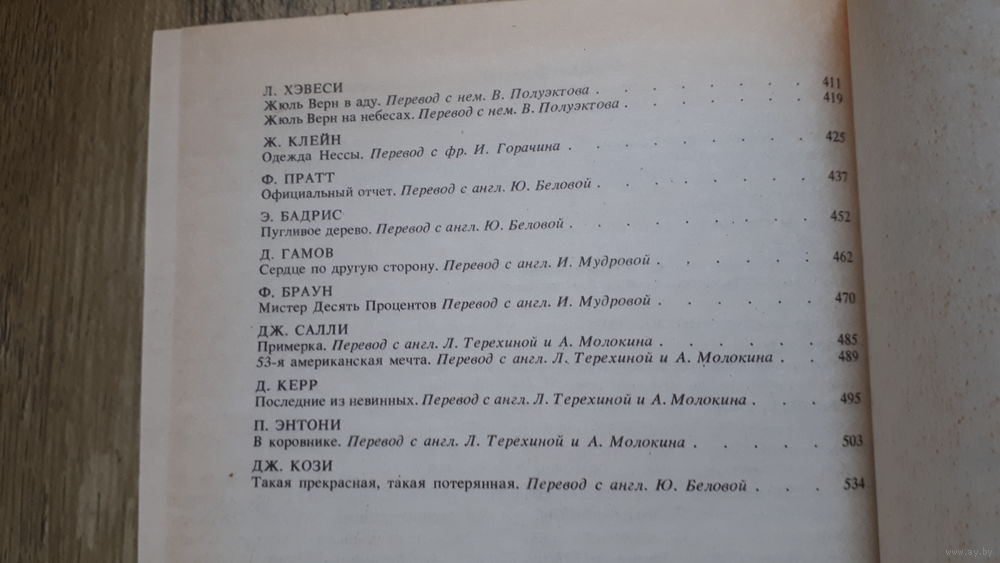 Л. ХЭВЕСИ
Жюль Верн в аду. Перевод с нем. В. Полуэктова . . . . . . . 411
Жюль Верн на небесах. Перевод с нем. В. Полуэктова . . . . . . 419
Ж. КЛЕЙН
Одежда Нессы. Перевод с фр. И. Горачина . . . . . . . . 425
Ф. ПРАТТ
Официальный отчет. Перевод с англ. Ю. Беловой . . . . . . . 437
Э. БАДРИС
Пугливое дерево. Перевод с англ. Ю. Беловой . . . . . . . . 452
Д. ГАМОВ
Сердце по другую сторону. Перевод с англ. И. Мудровой . . . . . 462
Ф. БРАУН
Мистер Десять Процентов Перевод с англ. И. Мудровой . . . . . 470
ДЖ. САЛЛИ
Примерка. Перевод с англ. Л. Терехиной и А. Молокина . . . . . 485
53-я американская мечта. Перевод с англ. Л. Терехиной и А. Молокина . . 489
Д. КЕРР
Последние из невинных. Перевод с англ. Л. Терехиной и А. Молокина . . . 495
П. ЭНТОНИ
В коровнике. Перевод с англ. Л. Терехиной и А. Молокина . . . . . 503
ДЖ. КОЗИ
Такая прекрасная, такая потерянная. Перевод с англ. Ю. Беловой . . . 534
www.ay.by